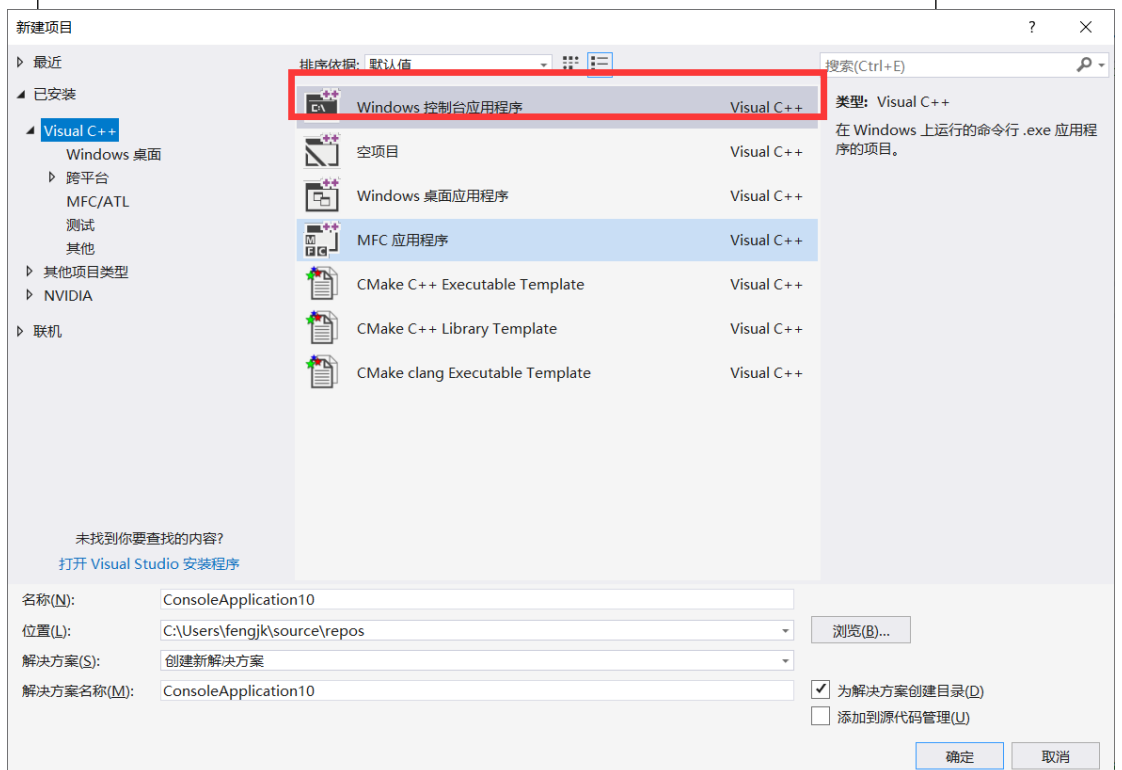 新建项目
?
最近
已安装
Visual C++
Windows 桌面
跨平台
MFC/ATL
测试
其他
其他项目类型
NVIDIA
联机
未找到你要查找的内容?
打开 Visual Studio 安装程序
排序依据: 默认值
Windows 控制台应用程序 Visual C++
空项目 Visual C++
Windows 桌面应用程序 Visual C++
MFC 应用程序 Visual C++
CMake C++ Executable Template Visual C++
CMake C++ Library Template Visual C++
CMake clang Executable Template Visual C++
搜索(Ctrl+E)
类型: Visual C++
在 Windows 上运行的命令行 .exe 应用程
序的项目。
名称(N): ConsoleApplication10
位置(L): C:\Users\fengjk\source\repos 浏览(B)...
解决方案(S): 创建新解决方案
解决方案名称(M): ConsoleApplication10 为解决方案创建目录(D)
添加到源代码管理(U)
确定 取消